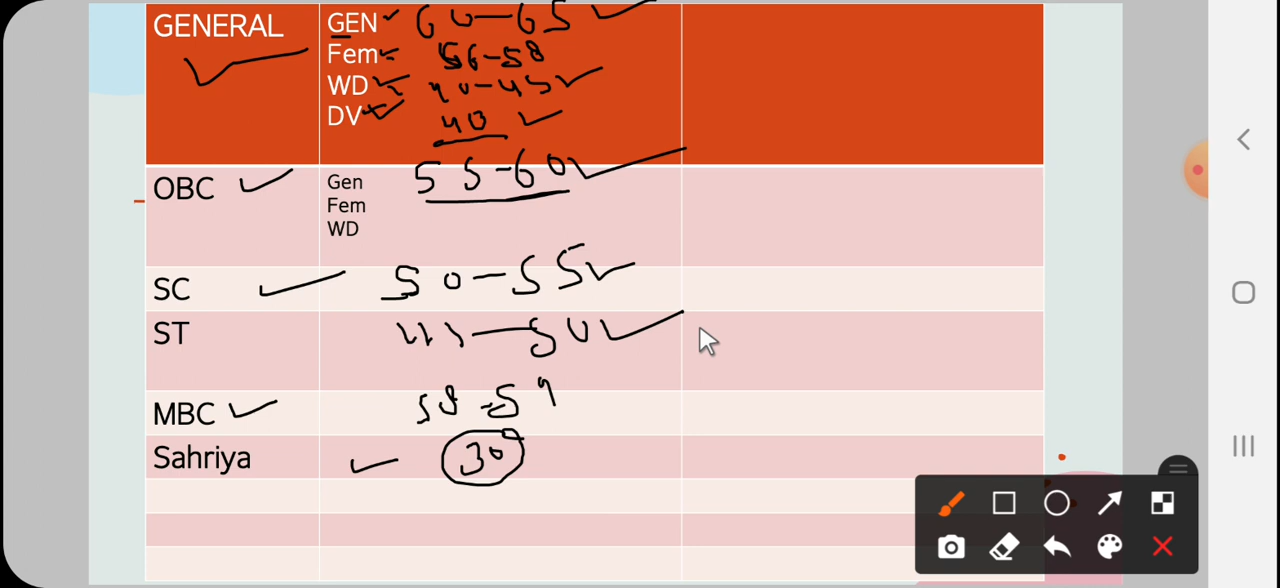 GENERAL GEN 60-65
Fem 56-58
WD 40-45
DV 40
OBC Gen 55-60
Fem
WD
SC 50-55
ST 45-50
MBC 58-59
Sahriya 30